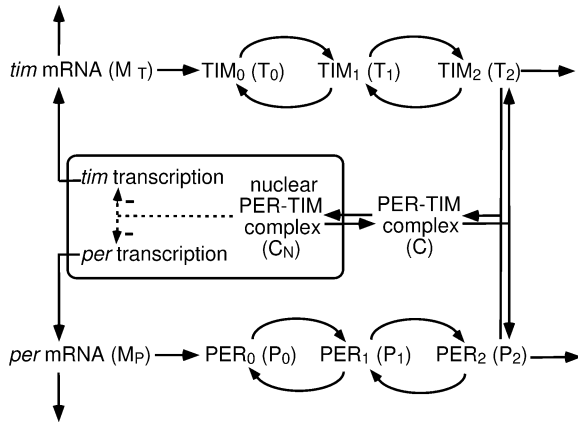 tim mRNA (M T) TIM0 (T0) TIM1 (T1) TIM2 (T2)
tim transcription
nuclear
PER-TIM
complex
(CN)
PER-TIM
complex
(C)
–
–
per transcription
per mRNA (MP) PER0 (P0) PER1 (P1) PER2 (P2)